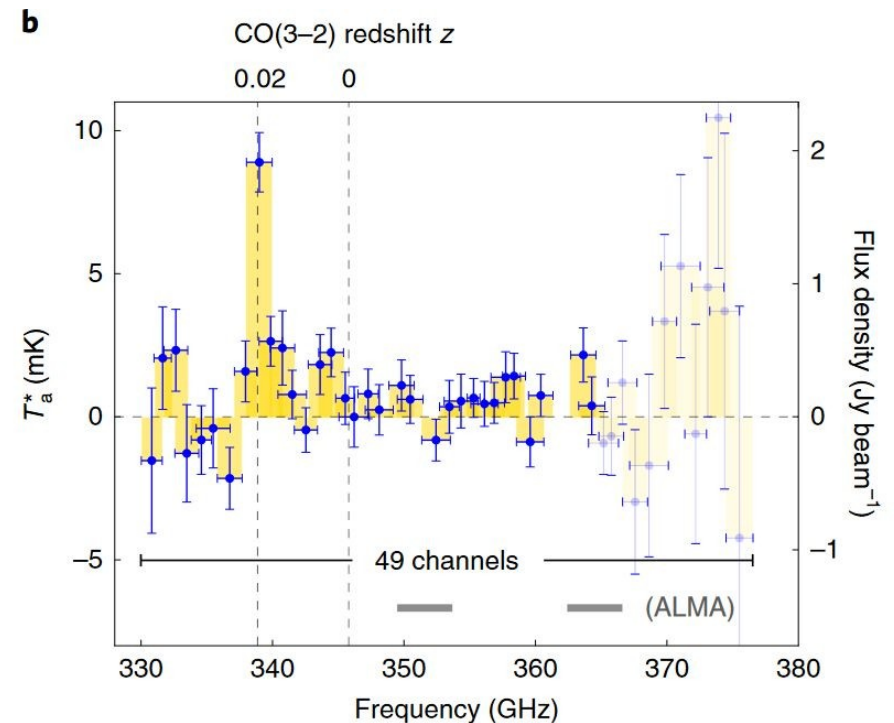 b
CO(3–2) redshift z
0.02 0
10
5
0
–5
T*a (mK)
2
1
0
–1
Flux density (Jy beam–1)
49 channels
(ALMA)
330 340 350 360 370 380
Frequency (GHz)